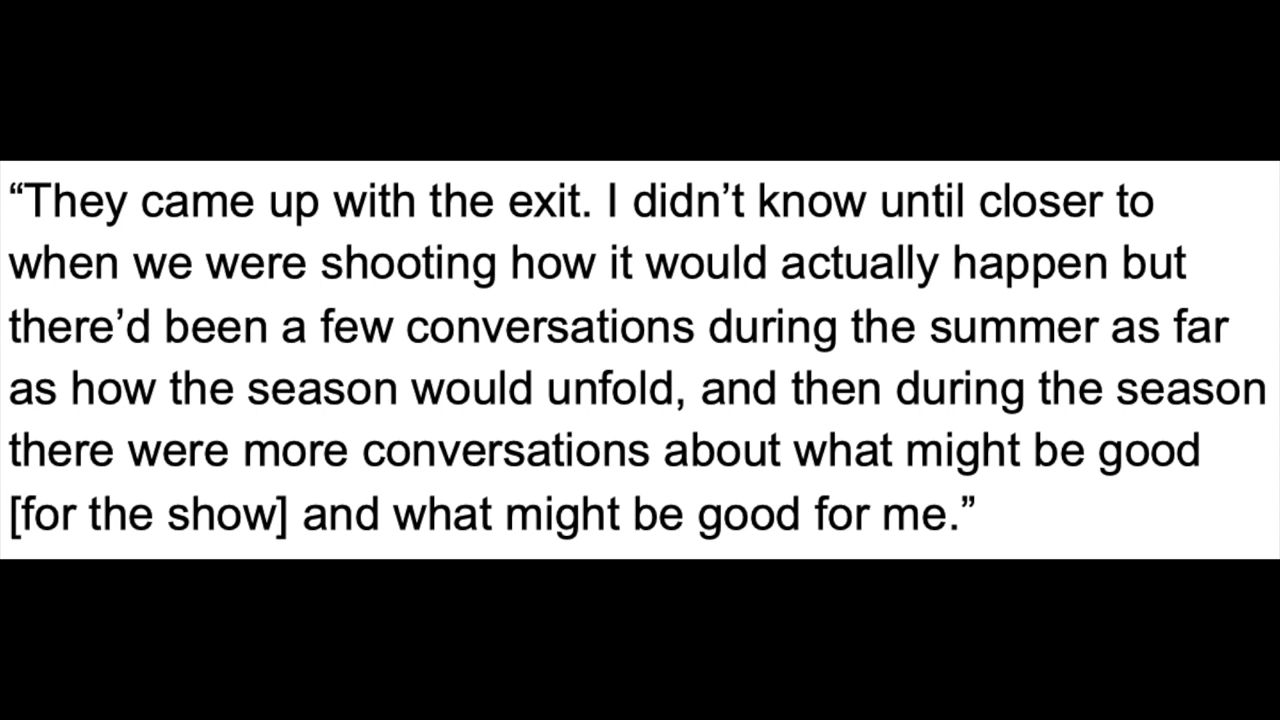 “They came up with the exit. I didn’t know until closer to
when we were shooting how it would actually happen but
there’d been a few conversations during the summer as far
as how the season would unfold, and then during the season
there were more conversations about what might be good
[for the show] and what might be good for me.”